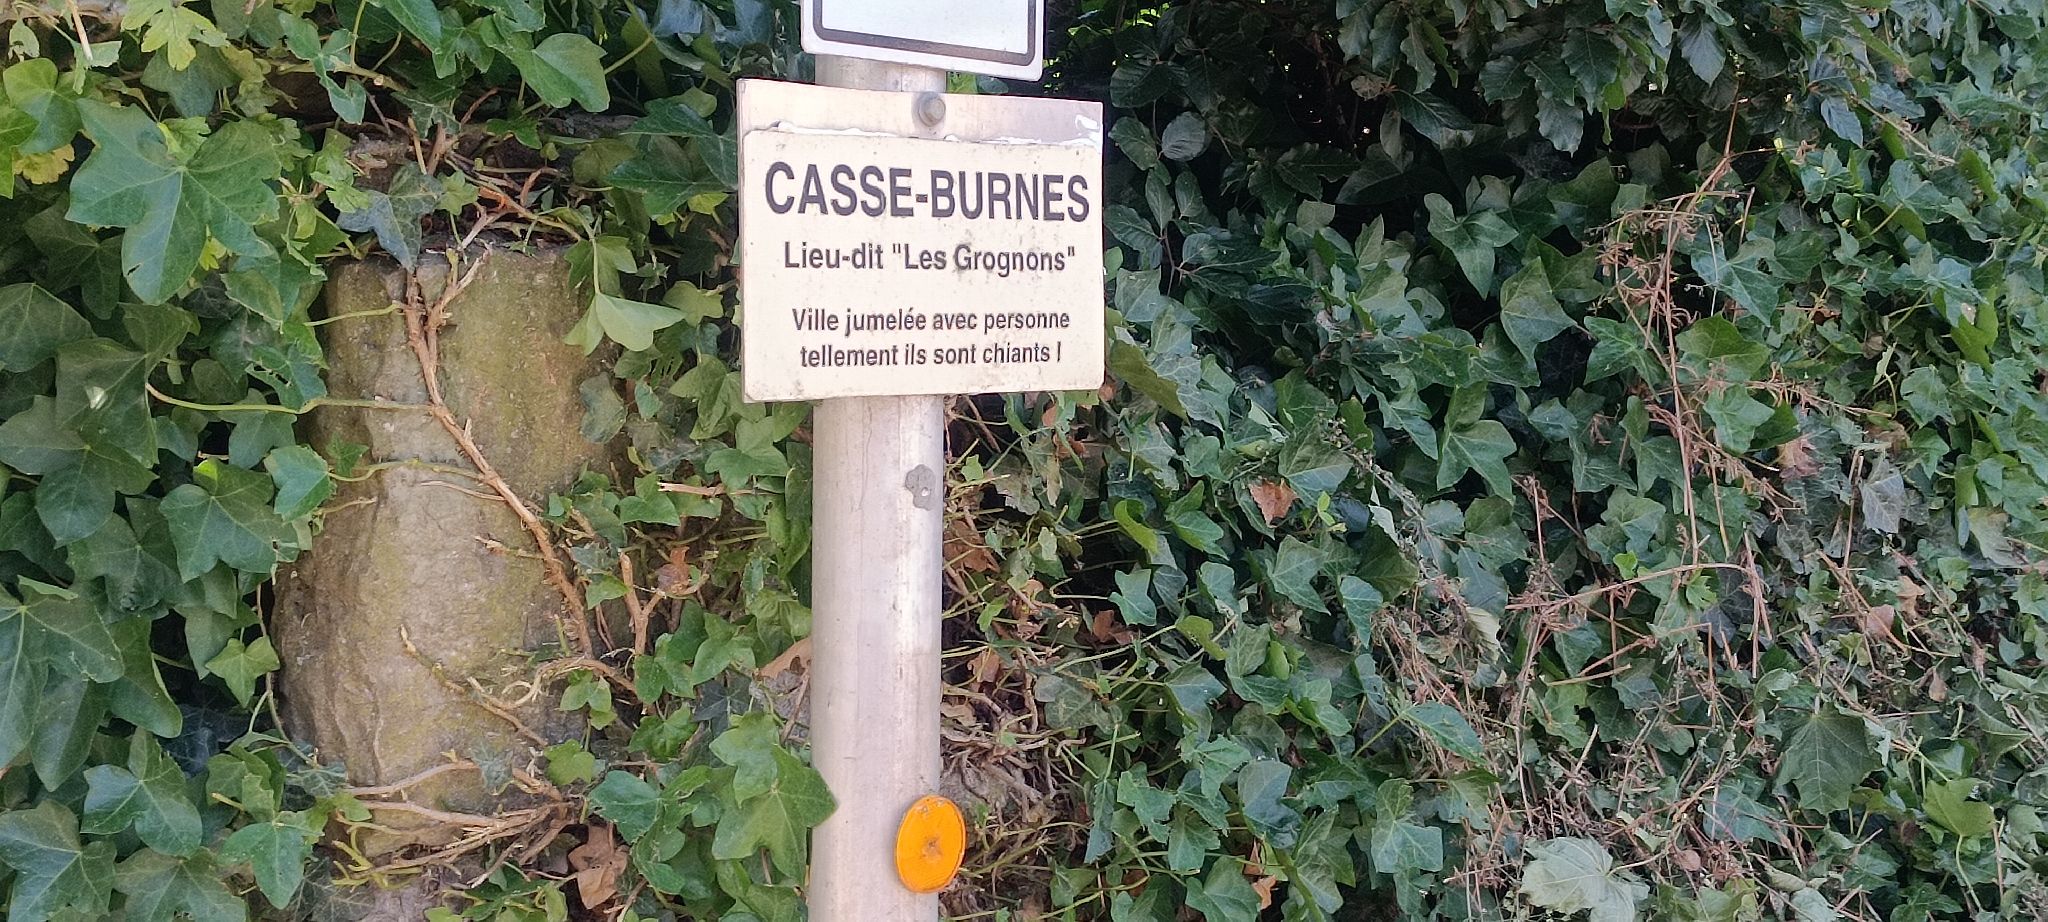 CASSE-BURNES
Lieu-dit "Les Grognons"
Ville jumelée avec personne
tellement ils sont chiants !